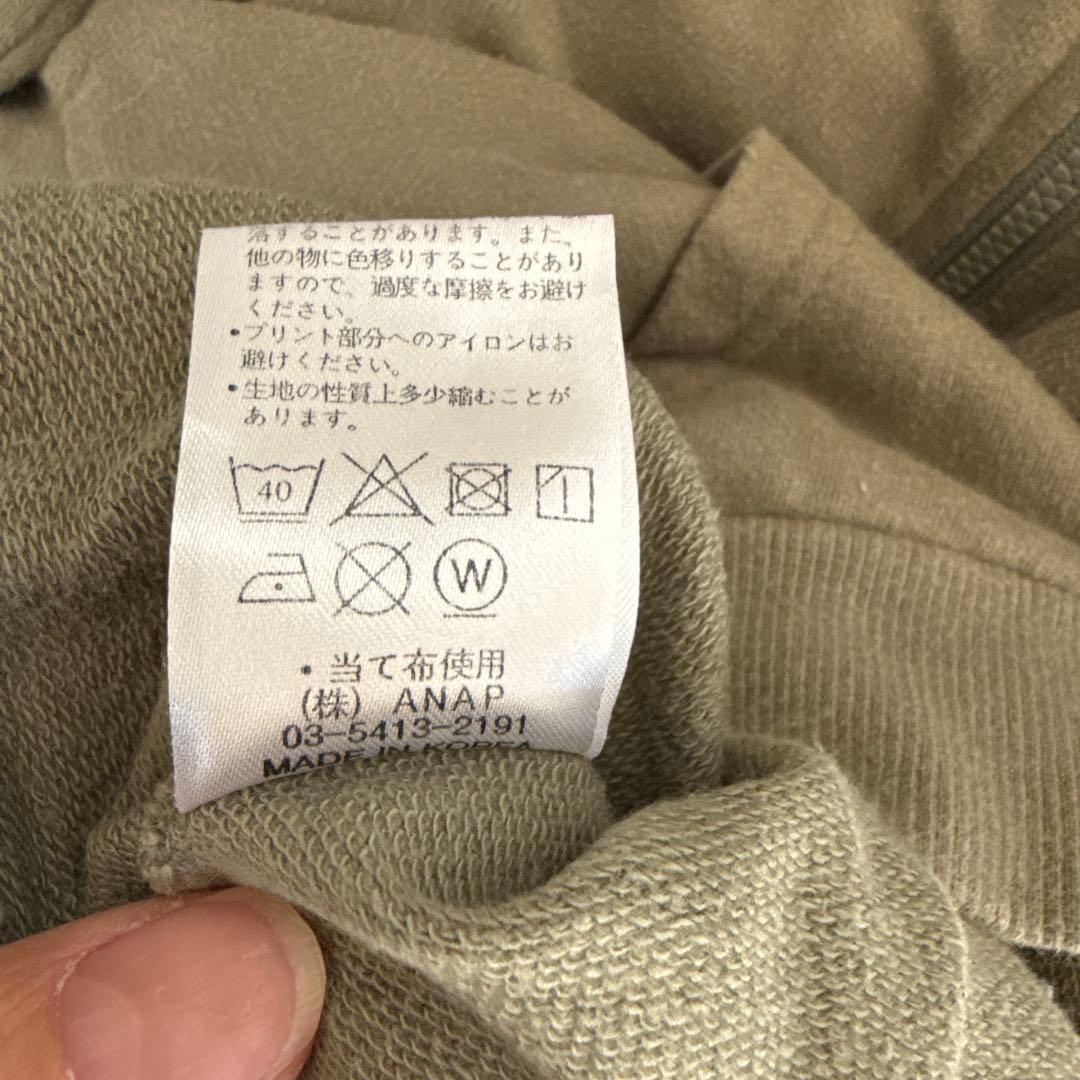 落することがあります。また、
他の物に色移りすることがあり
ますので、過度な摩擦をお避け
ください。
・プリント部分へのアイロンはお
避けください。
・生地の性質上多少縮むことが
あります。
40
W
・当て布使用
(株) ANAP
03-5413-2191
MADE IN KOREA